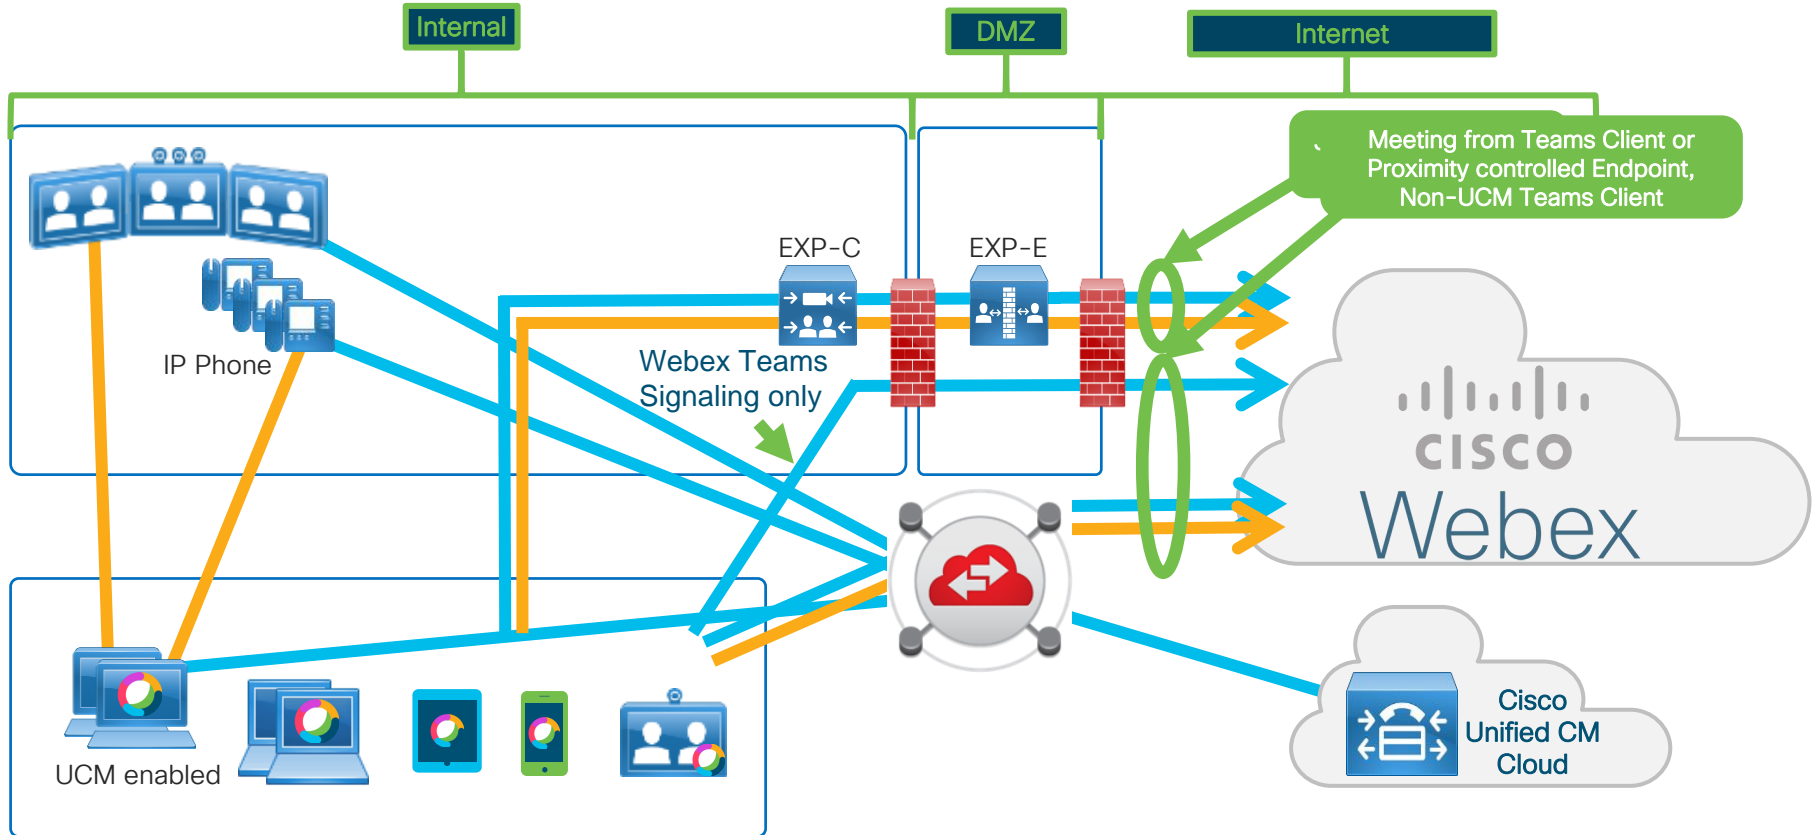 Internal
DMZ
Internet
Meeting from Teams Client or
Proximity controlled Endpoint,
Non-UCM Teams Client
EXP-C
EXP-E
IP Phone
Webex Teams
Signaling only
CISCO
Webex
UCM enabled
Cisco
Unified CM
Cloud